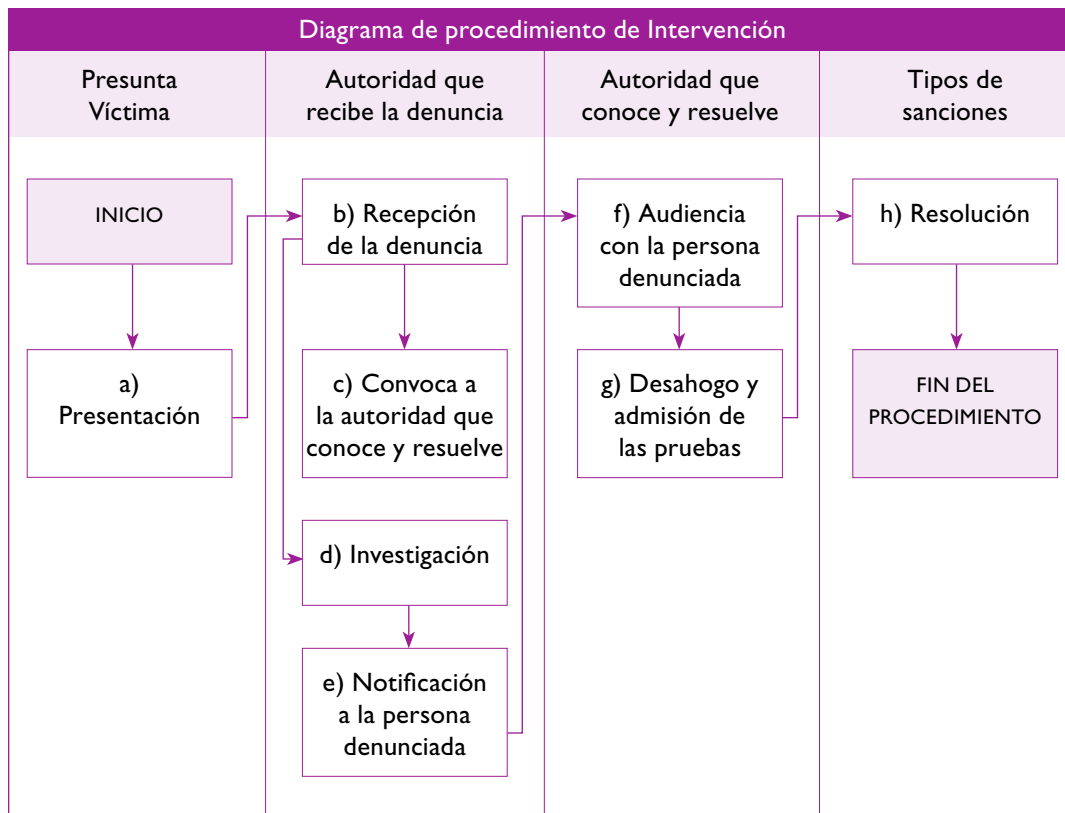 Diagrama de procedimiento de Intervención
Presunta
Víctima
Autoridad que
recibe la denuncia
Autoridad que
conoce y resuelve
Tipos de
sanciones
INICIO
a)
Presentación
b) Recepción
de la denuncia
c) Convoca a
la autoridad que
conoce y resuelve
d) Investigación
e) Notificación
a la persona
denunciada
f) Audiencia
con la persona
denunciada
g) Desahogo y
admisión de
las pruebas
h) Resolución
FIN DEL
PROCEDIMIENTO